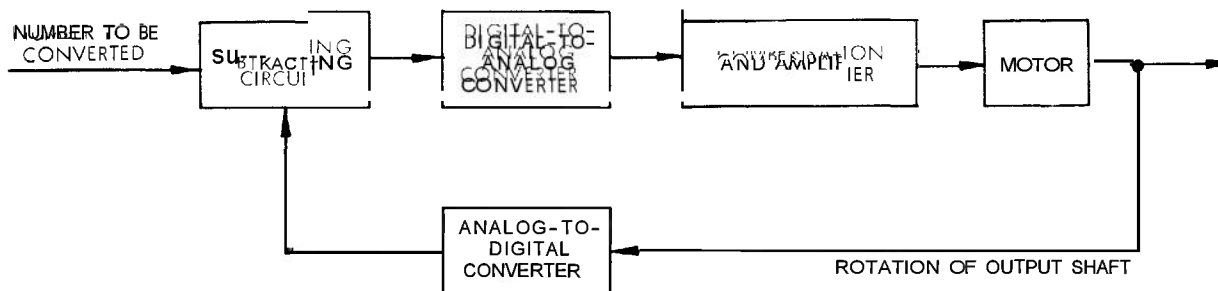 NUMBER TO BE
CONVERTED
SUBTRACTING
CIRCUIT
DIGITAL-TO-
ANALOG
CONVERTER
AND AMPLIFIER
MOTOR
ANALOG-TO-
DIGITAL
CONVERTER
ROTATION OF OUTPUT SHAFT